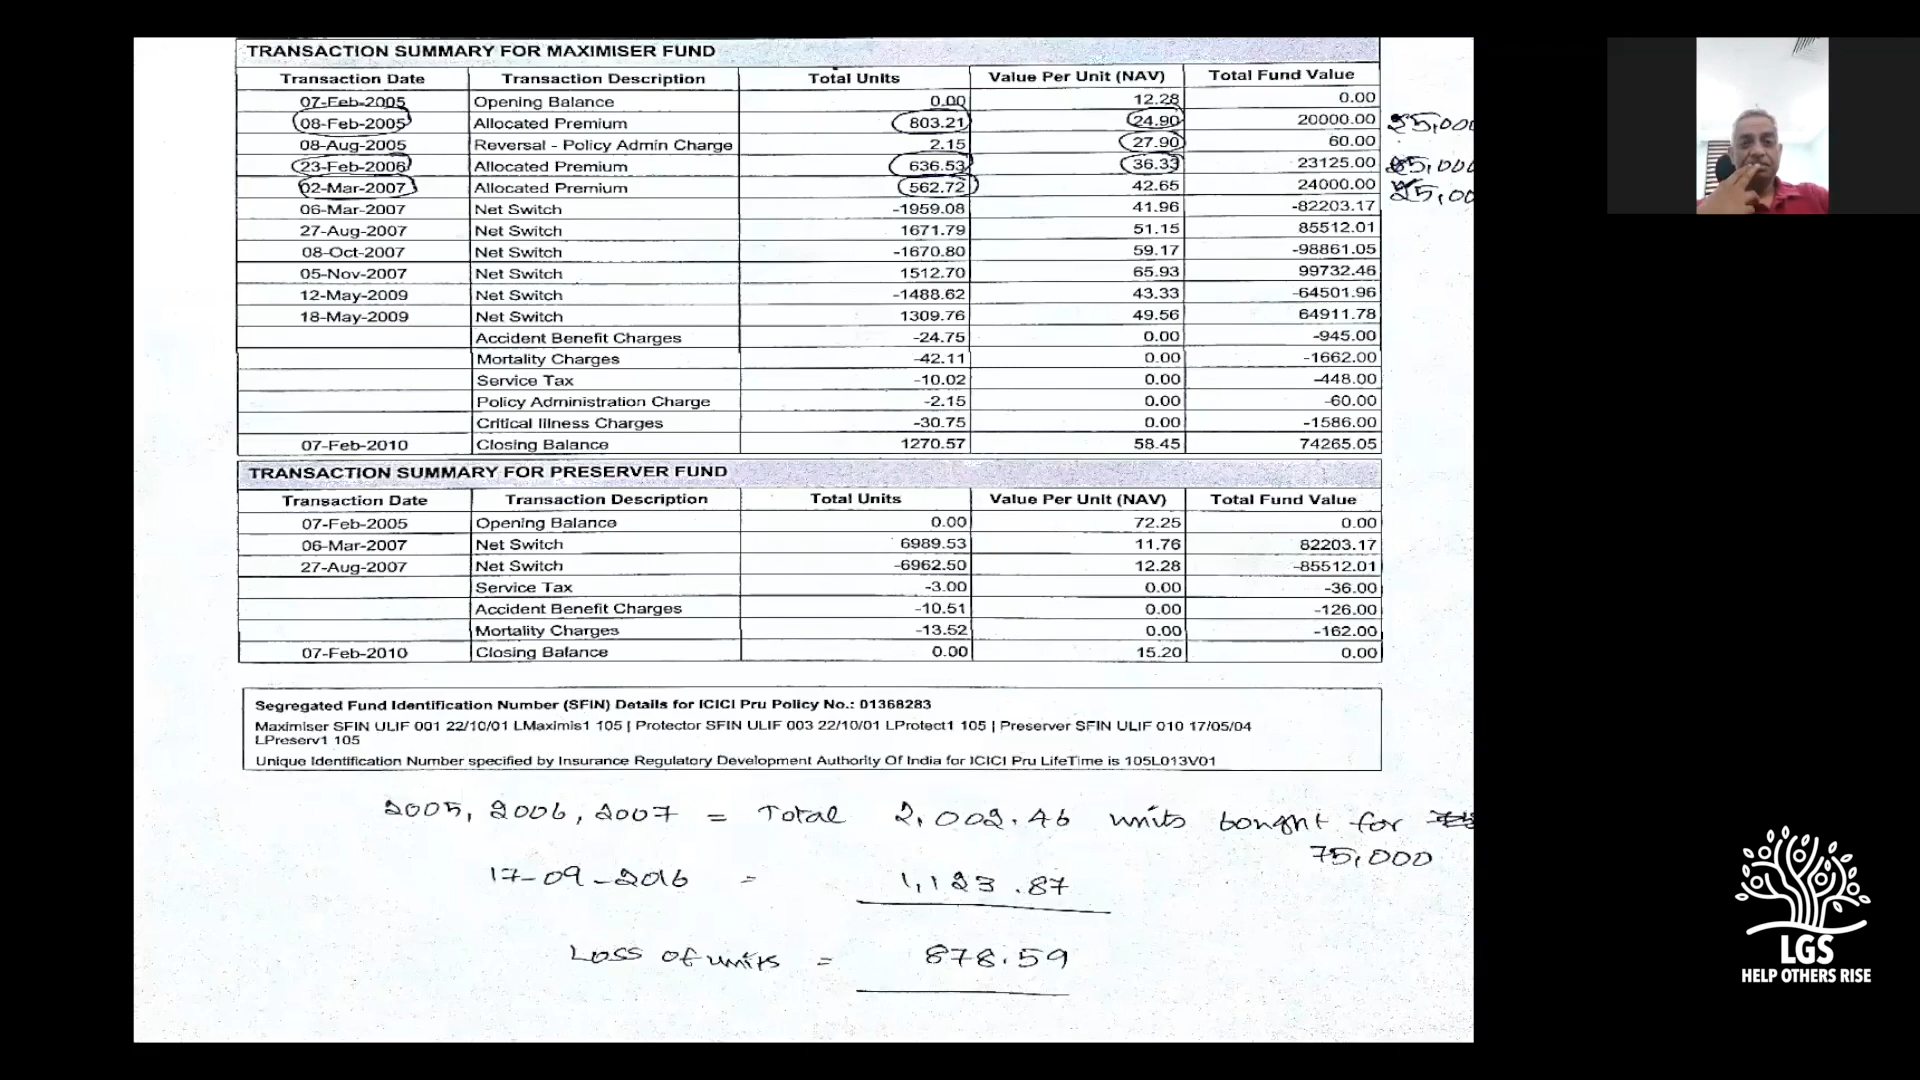 TRANSACTION SUMMARY FOR MAXIMISER FUND
Transaction Date Transaction Description Total Units Value Per Unit (NAV) Total Fund Value
07-Feb-2005 Opening Balance 0.00 12.28 0.00
08-Feb-2005 Allocated Premium 803.21 24.90 20000.00
08-Aug-2005 Reversal - Policy Admin Charge 2.15 27.90 60.00
23-Feb-2006 Allocated Premium 636.53 36.33 23125.00
02-Mar-2007 Allocated Premium 562.72 42.65 24000.00
06-Mar-2007 Net Switch -1959.08 41.96 -82203.17
27-Aug-2007 Net Switch 1671.79 51.15 85512.01
08-Oct-2007 Net Switch -1670.80 59.17 -98861.05
05-Nov-2007 Net Switch 1512.70 65.93 99732.46
12-May-2009 Net Switch -1488.62 43.33 -64501.96
18-May-2009 Net Switch 1309.76 49.56 64911.78
Accident Benefit Charges -24.75 0.00 -945.00
Mortality Charges -42.11 0.00 -1662.00
Service Tax -10.02 0.00 -448.00
Policy Administration Charge -2.15 0.00 -60.00
Critical Illness Charges -30.75 0.00 -1586.00
07-Feb-2010 Closing Balance 1270.57 58.45 74265.05
TRANSACTION SUMMARY FOR PRESERVER FUND
Transaction Date Transaction Description Total Units Value Per Unit (NAV) Total Fund Value
07-Feb-2005 Opening Balance 0.00 72.25 0.00
06-Mar-2007 Net Switch 6989.53 11.76 82203.17
27-Aug-2007 Net Switch -6962.50 12.28 -85512.01
Service Tax -3.00 0.00 -36.00
Accident Benefit Charges -10.51 0.00 -126.00
Mortality Charges -13.52 0.00 -162.00
07-Feb-2010 Closing Balance 0.00 15.20 0.00
Segregated Fund Identification Number (SFIN) Details for ICICI Pru Policy No.: 01368283
Maximiser SFIN ULIF 001 22/10/01 LMaximis1 105 | Protector SFIN ULIF 003 22/10/01 LProtect1 105 | Preserver SFIN ULIF 010 17/05/04
LPreserv1 105
Unique Identification Number specified by Insurance Regulatory Development Authority Of India for ICICI Pru LifeTime is 105L013V01
2005, 2006, 2007 = Total 2,002.46 units bought for
75,000
17-09-2016 = 1,123.87
Loss of units = 878.59
LGS
HELP OTHERS RISE